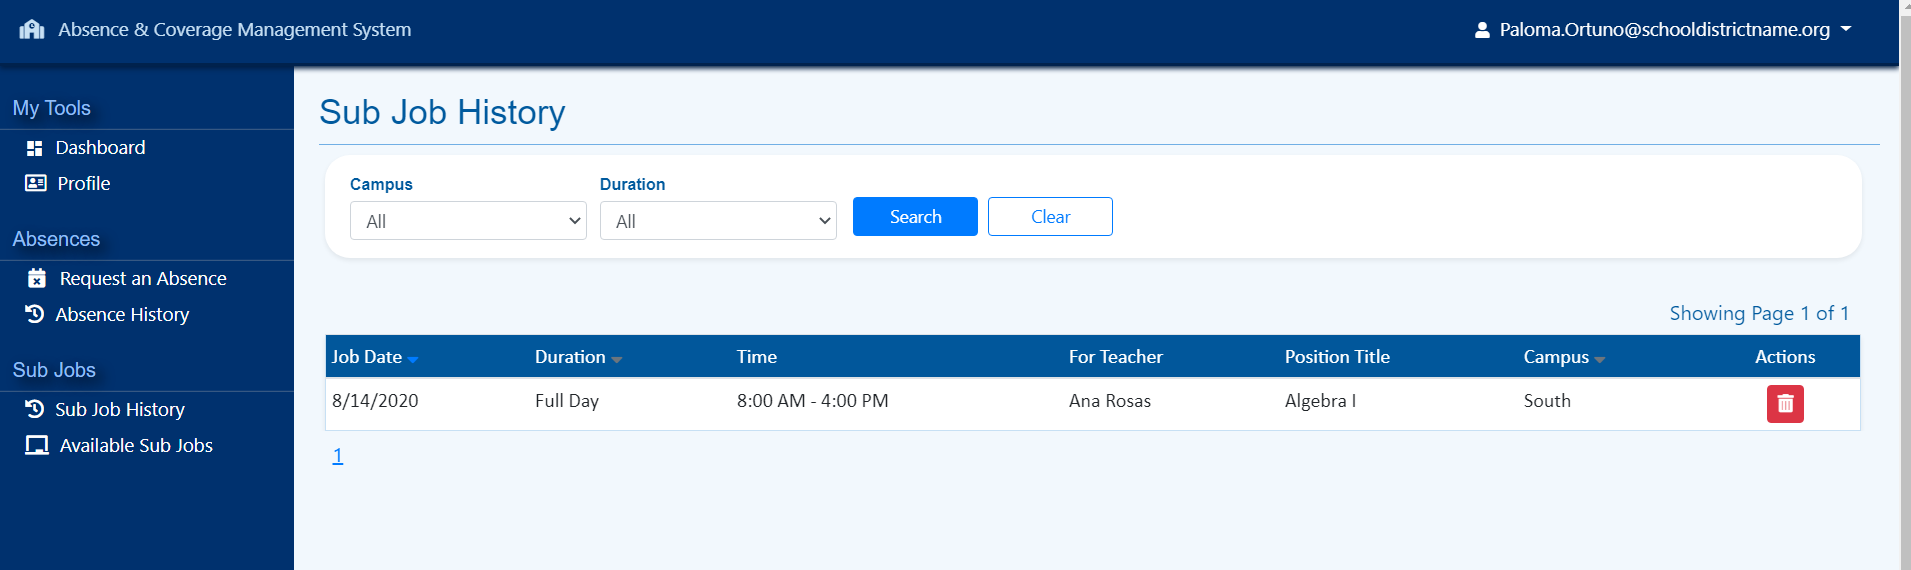 Absence & Coverage Management System
Paloma.Ortuno@schooldistrictname.org
My Tools
Dashboard
Profile
Absences
Request an Absence
Absence History
Sub Jobs
Sub Job History
Available Sub Jobs
Sub Job History
Campus Duration
All All Search Clear
Showing Page 1 of 1
Job Date Duration Time For Teacher Position Title Campus Actions
8/14/2020 Full Day 8:00 AM - 4:00 PM Ana Rosas Algebra I South
1